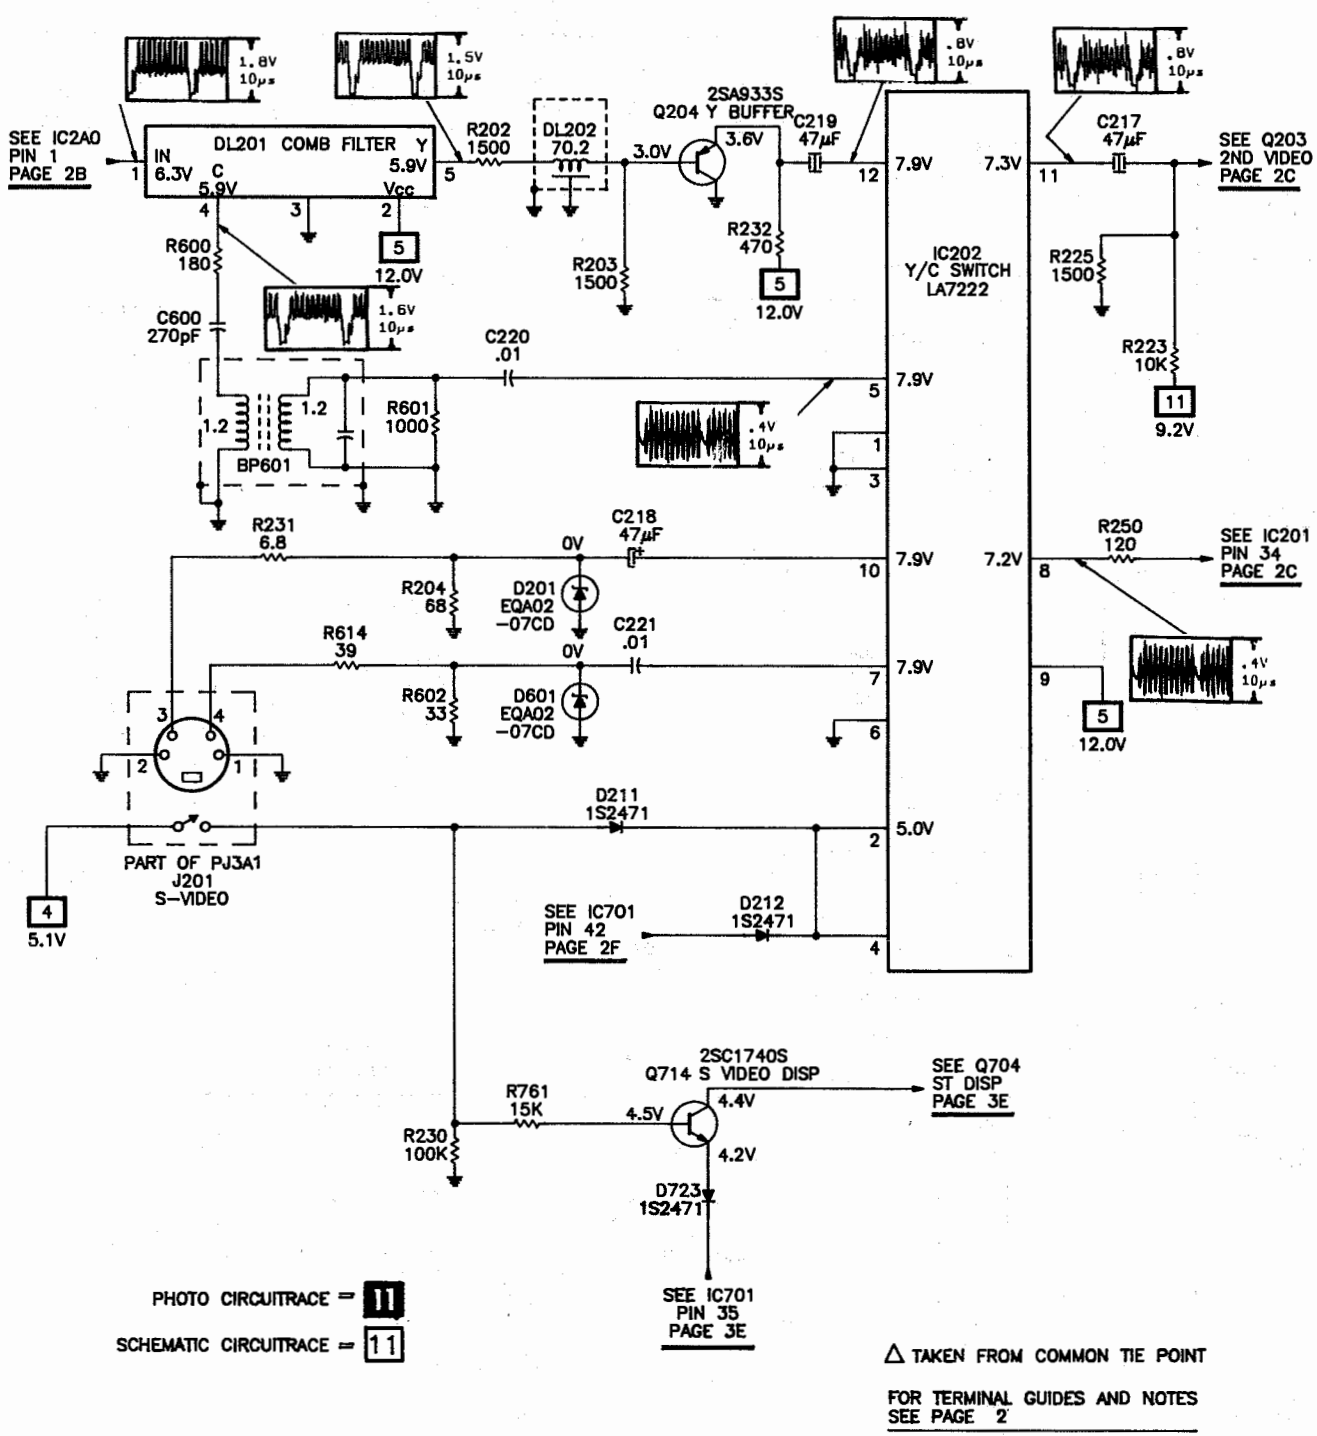 1.8V
10µs
1.5V
10µs
.8V
10µs
.8V
10µs
SEE IC2A0
PIN 1
PAGE 2B
1
DL201 COMB FILTER
IN
6.3V
Y
5.9V
C
5.9V
Vcc
5
4
3
2
5
12.0V
R202
1500
DL202
70.2
2SA933S
Q204 Y BUFFER
3.0V
3.6V
C219
47µF
R203
1500
R232
470
5
12.0V
12
7.9V
7.3V
11
C217
47µF
SEE Q203
2ND VIDEO
PAGE 2C
R225
1500
R223
10K
11
9.2V
IC202
Y/C SWITCH
LA7222
R600
180
1.6V
10µs
C600
270pF
1.2
1.2
BP601
R601
1000
C220
.01
.4V
10µs
5
7.9V
1
3
R231
6.8
R204
68
0V
D201
EQA02
-07CD
C218
47µF
+
10
7.9V
7.2V
8
R250
120
SEE IC201
PIN 34
PAGE 2C
.4V
10µs
R614
39
R602
33
0V
D601
EQA02
-07CD
C221
.01
7
7.9V
9
5
12.0V
6
3
4
2
1
PART OF PJ3A1
J201
S-VIDEO
4
5.1V
D211
1S2471
2
5.0V
SEE IC701
PIN 42
PAGE 2F
D212
1S2471
4
2SC1740S
Q714 S VIDEO DISP
R761
15K
4.5V
4.4V
4.2V
SEE Q704
ST DISP
PAGE 3E
R230
100K
D723
1S2471
SEE IC701
PIN 35
PAGE 3E
PHOTO CIRCUITRACE = 11
SCHEMATIC CIRCUITRACE = 11
△ TAKEN FROM COMMON TIE POINT
FOR TERMINAL GUIDES AND NOTES
SEE PAGE 2